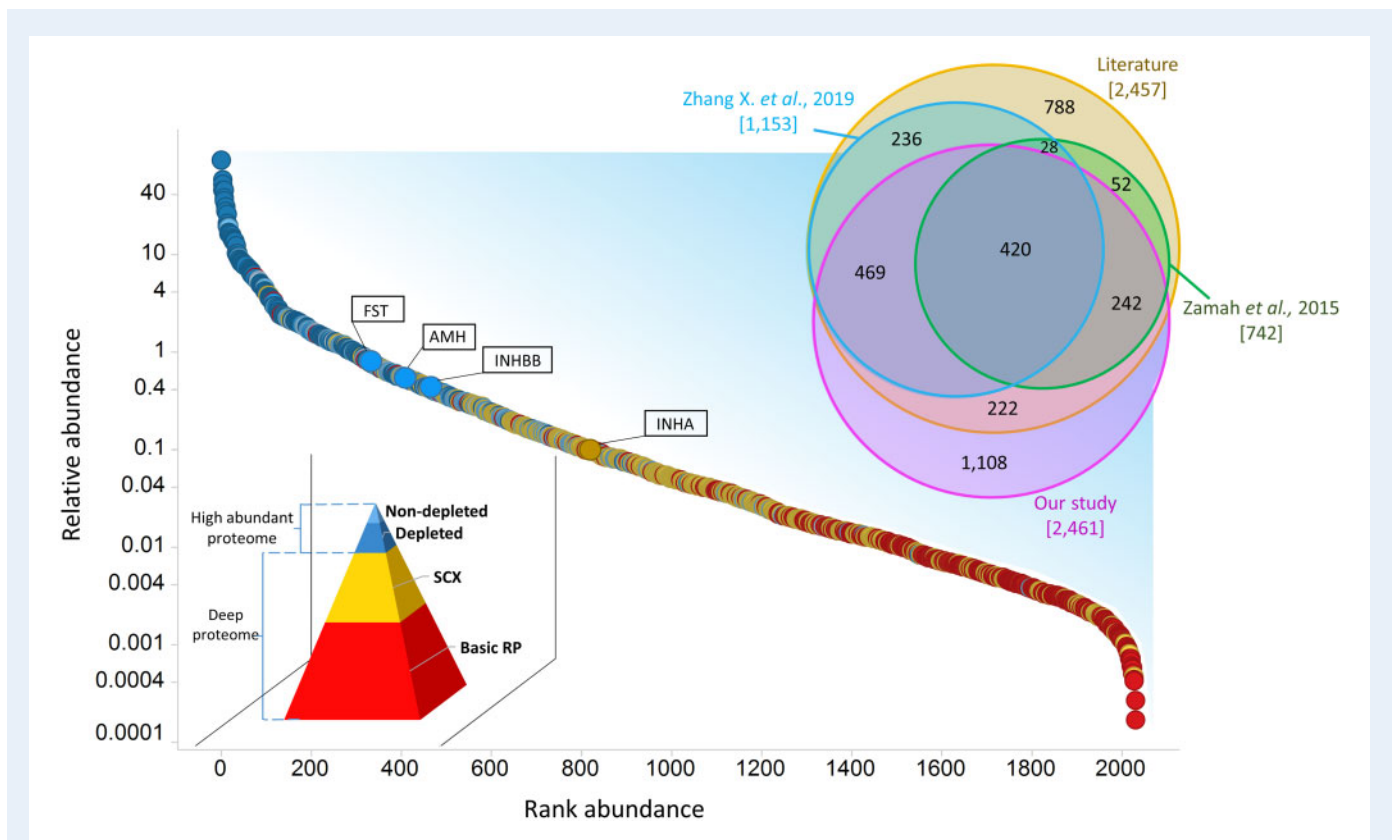 Literature
[2,457]
Zhang X. et al., 2019
[1,153]
788
236
28
52
420
469
242
Zamah et al., 2015
[742]
222
1,108
Our study
[2,461]
Relative abundance
40
10
4
1
0.4
0.1
0.04
0.01
0.004
0.001
0.0004
0.0001
FST
AMH
INHBB
INHA
High abundant
proteome
Non-depleted
Depleted
SCX
Deep
proteome
Basic RP
0 200 400 600 800 1000 1200 1400 1600 1800 2000
Rank abundance